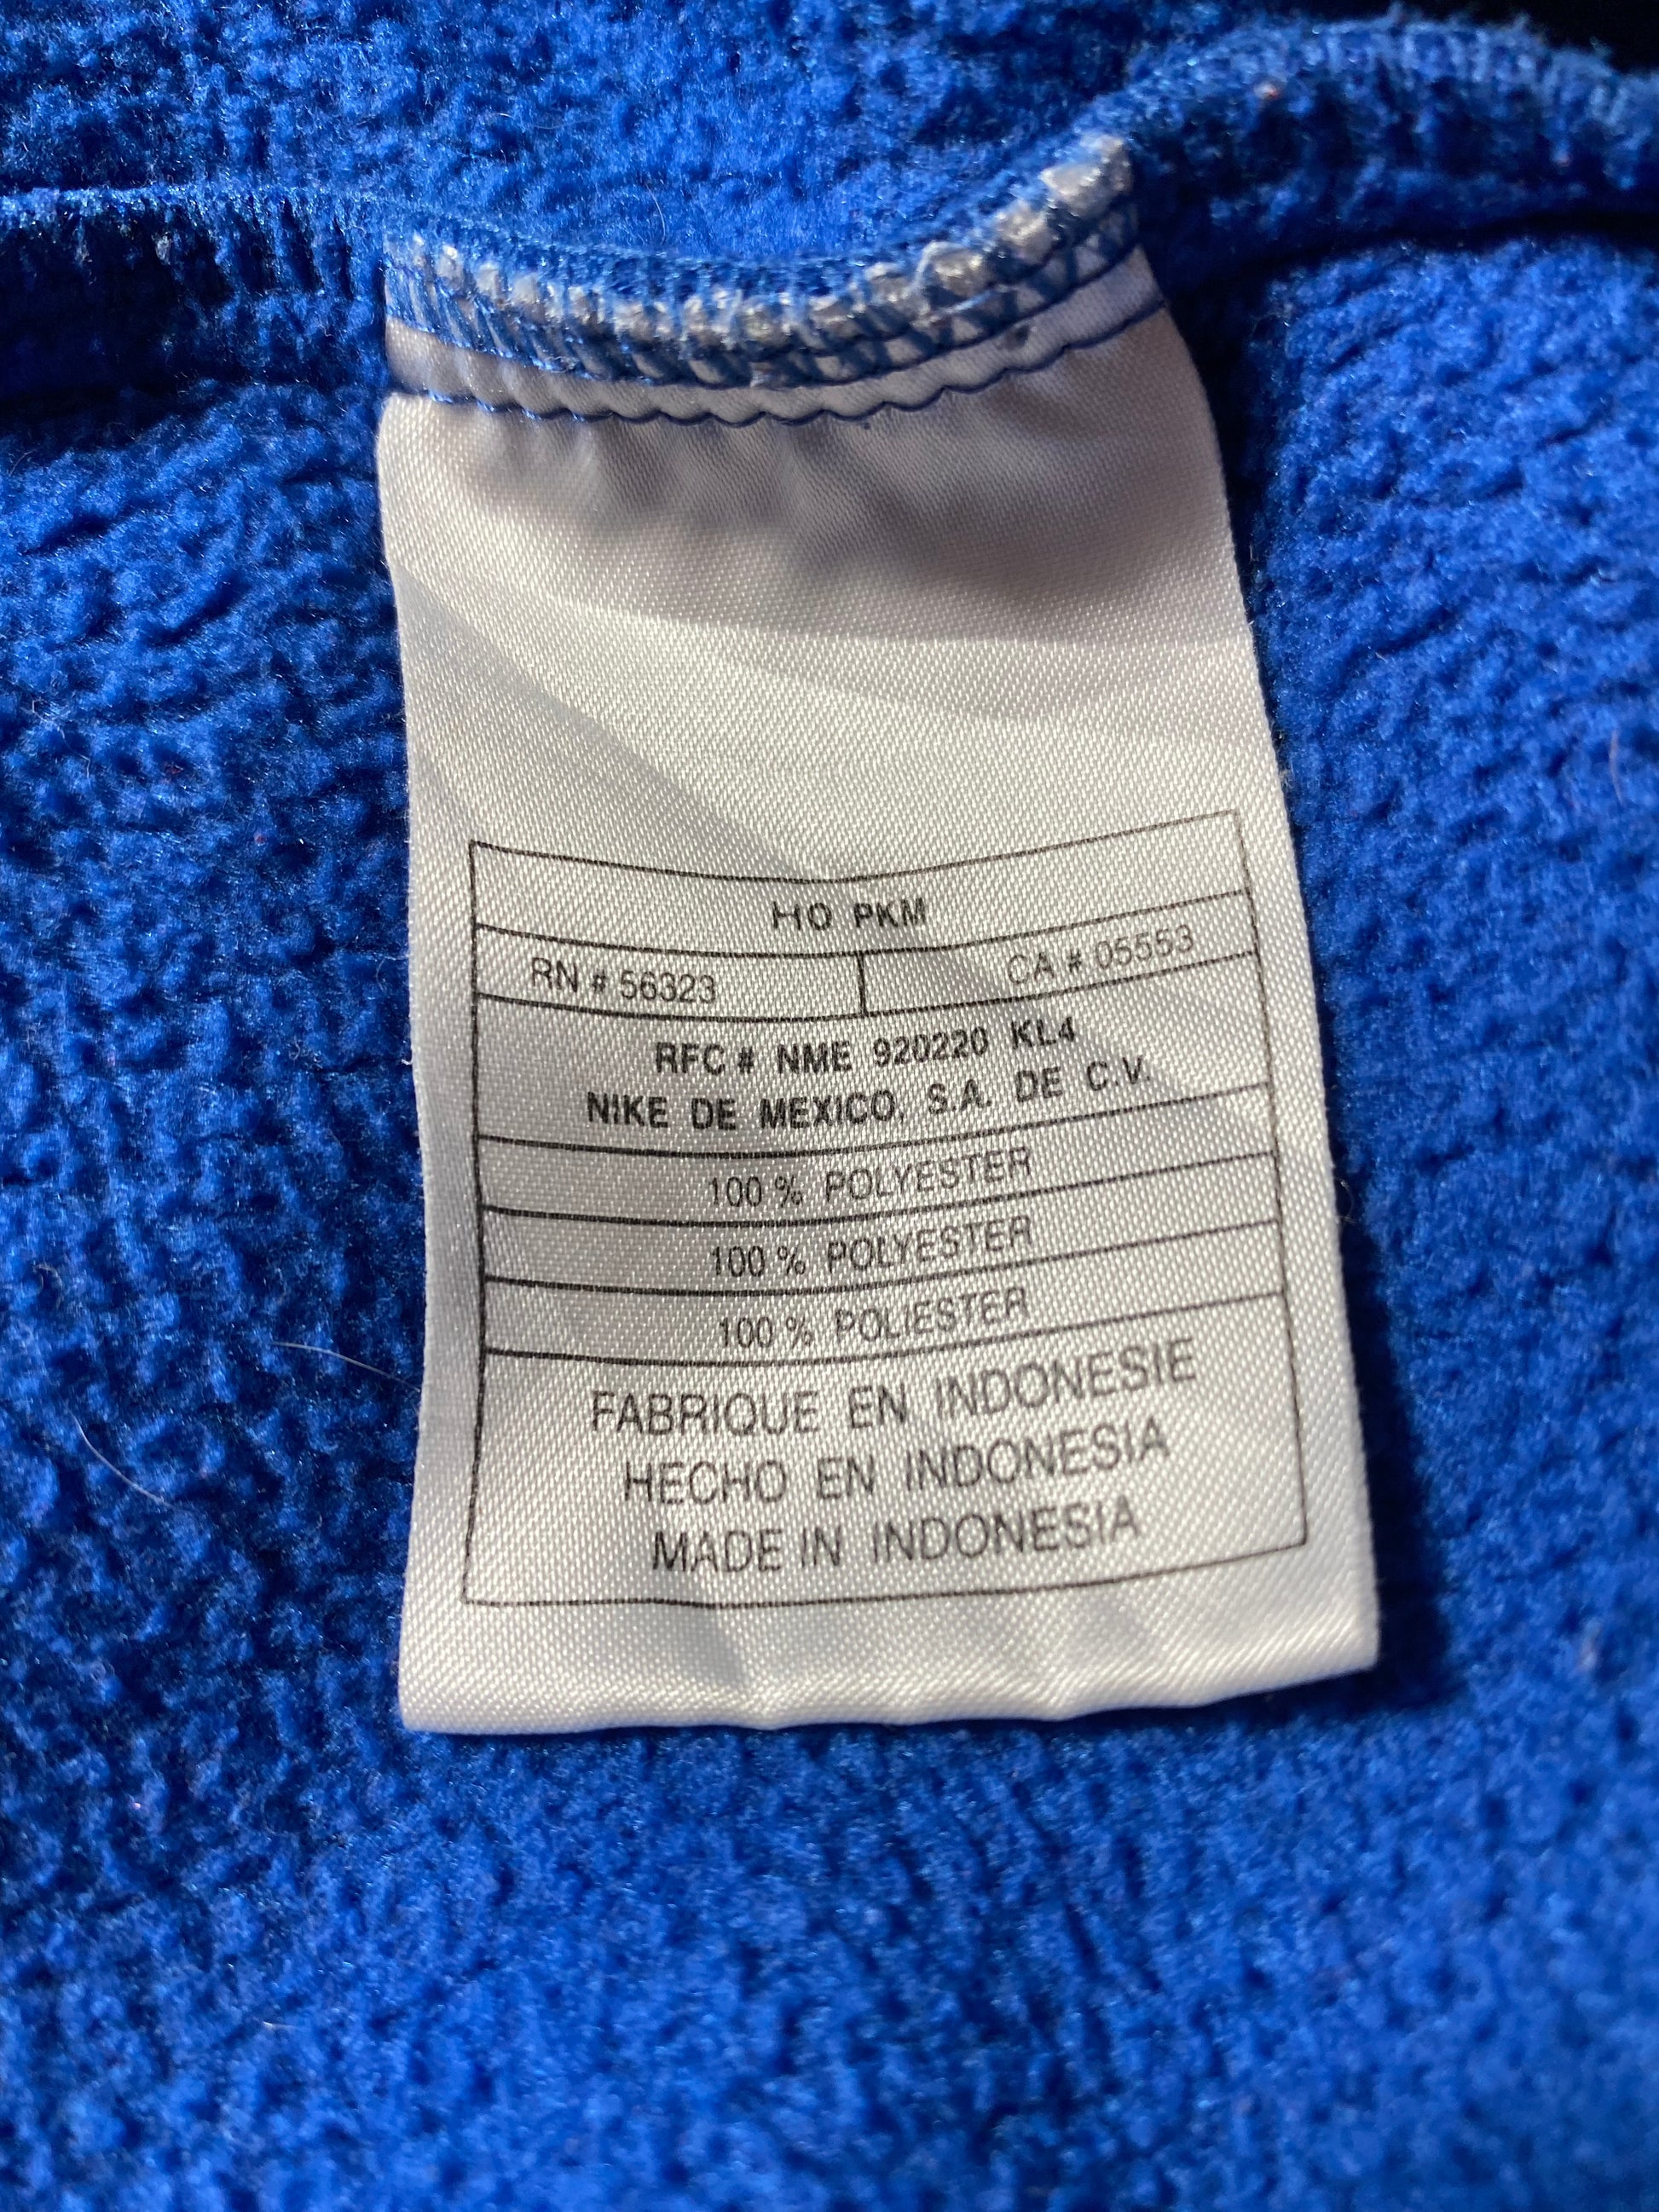 HO PKM
RN # 56323 CA # 05553
RFC # NME 920220 KL4
NIKE DE MEXICO, S.A. DE C.V.
100 % POLYESTER
100 % POLYESTER
100 % POLIESTER
FABRIQUE EN INDONESIE
HECHO EN INDONESIA
MADE IN INDONESIA